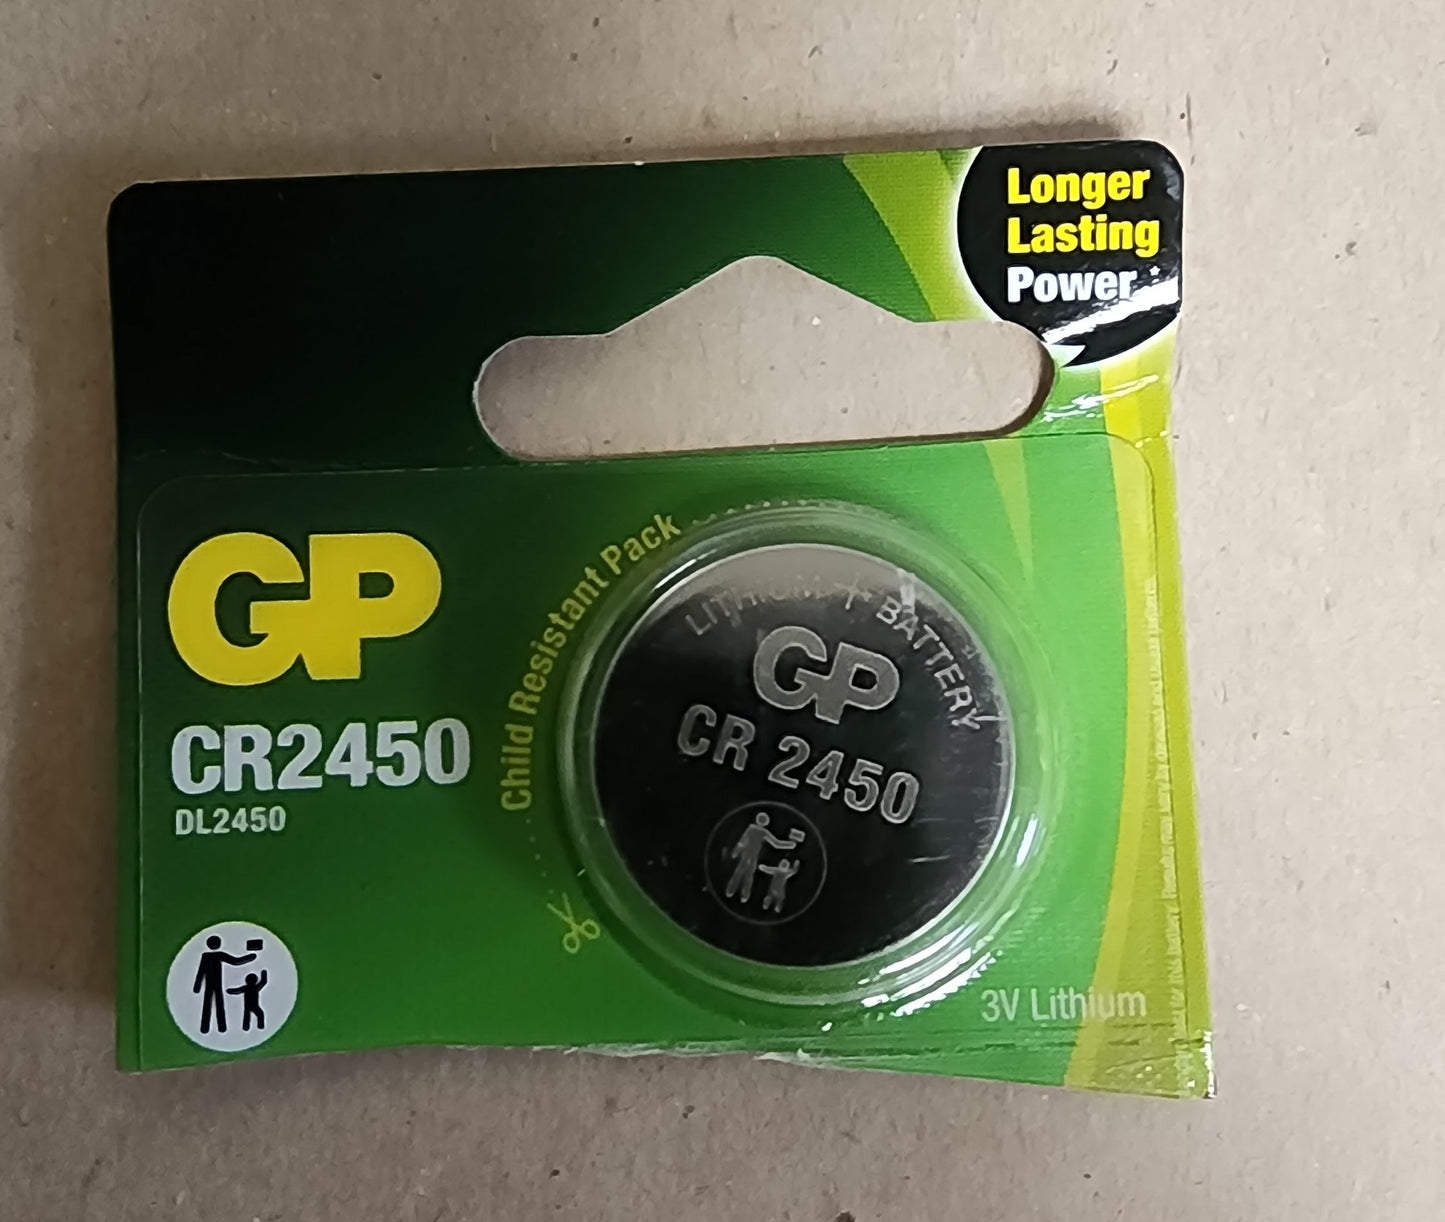 Longer
Lasting
Power*
GP
CR2450
DL2450
Child Resistant Pack
LITHIUM + BATTERY
GP
CR 2450
3V Lithium